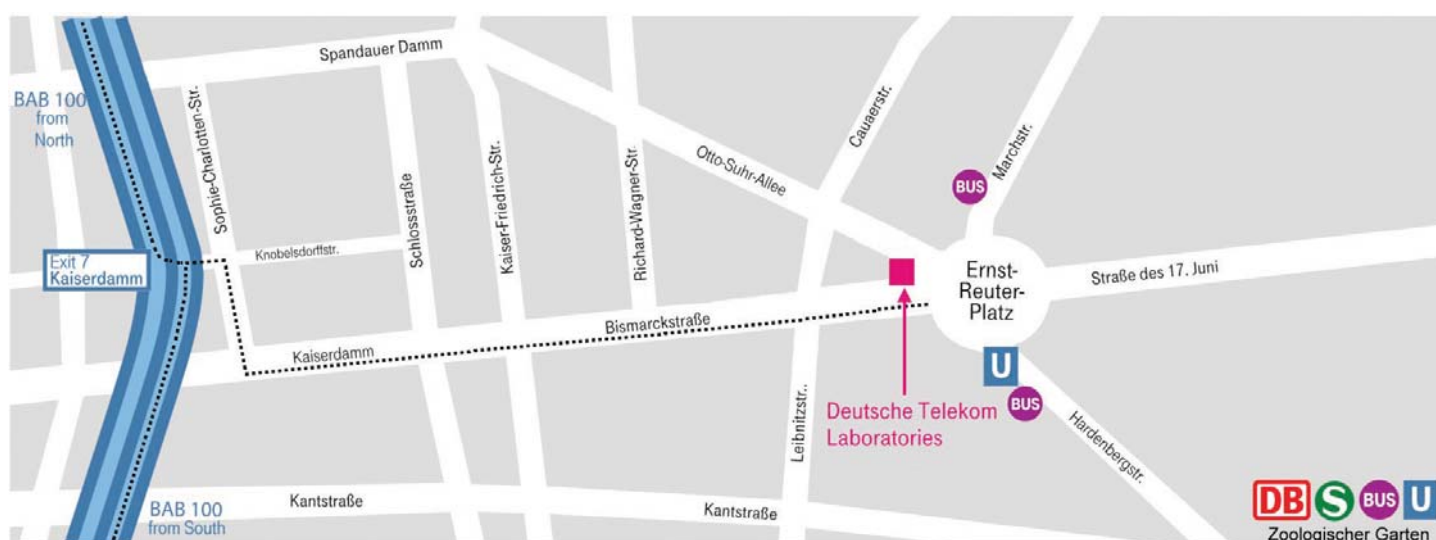 Spandauer Damm
BAB 100
from
North
Sophie-Charlotten-Str.
Schlossstraße
Kaiser-Friedrich-Str.
Richard-Wagner-Str.
Otto-Suhr-Allee
Cauaerstr.
Marchstr.
BUS
Knobelsdorffstr.
Exit 7
Kaiserdamm
Ernst-
Reuter-
Platz
Straße des 17. Juni
Bismarckstraße
Kaiserdamm
U
BUS
Deutsche Telekom
Laboratories
Leibnitzstr..
Hardenbergstr.
BAB 100
from South
Kantstraße
Kantstraße
DB S BUS U
Zoologischer Garten